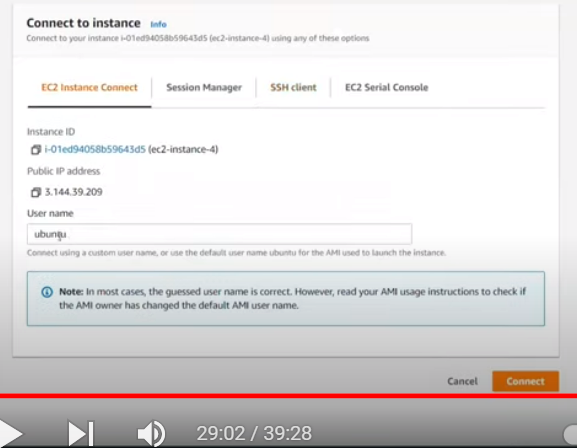 Connect to instance Info
Connect to your instance i-01ed94058b59643d5 (ec2-instance-4) using any of these options
EC2 Instance Connect Session Manager SSH client EC2 Serial Console
Instance ID
i-01ed94058b59643d5 (ec2-instance-4)
Public IP address
3.144.39.209
User name
ubuntu
Connect using a custom user name, or use the default user name ubuntu for the AMI used to launch the instance.
Note: In most cases, the guessed user name is correct. However, read your AMI usage instructions to check if
the AMI owner has changed the default AMI user name.
Cancel Connect
29:02 / 39:28